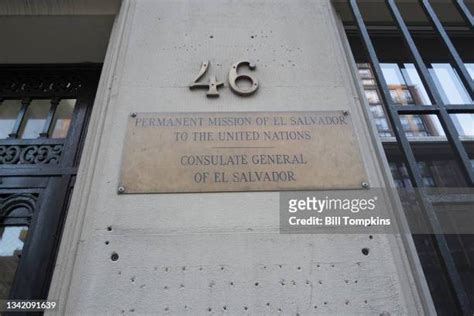 46
PERMANENT MISSION OF EL SALVADOR
TO THE UNITED NATIONS
CONSULATE GENERAL
OF EL SALVADOR
gettyimages
Bill Tompkins
1342091639